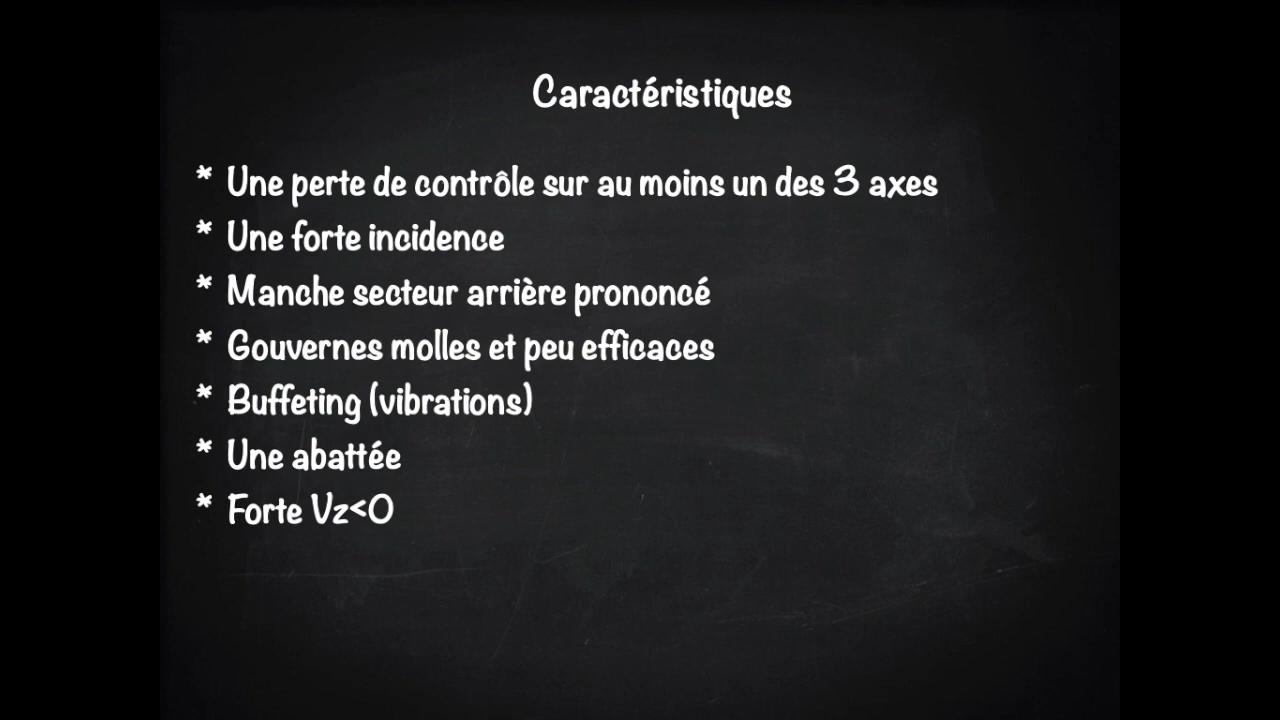 Caractéristiques
* Une perte de contrôle sur au moins un des 3 axes
* Une forte incidence
* Manche secteur arrière prononcé
* Gouvernes molles et peu efficaces
* Buffeting (vibrations)
* Une abattée
* Forte Vz<0